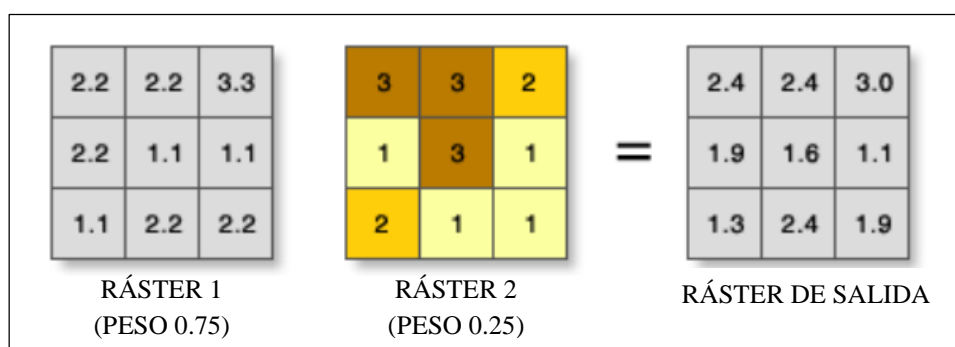 2.2 2.2 3.3 3 3 2 2.4 2.4 3.0
2.2 1.1 1.1 1 3 1 = 1.9 1.6 1.1
1.1 2.2 2.2 2 1 1 1.3 2.4 1.9
RÁSTER 1 RÁSTER 2 RÁSTER DE SALIDA
(PESO 0.75) (PESO 0.25)